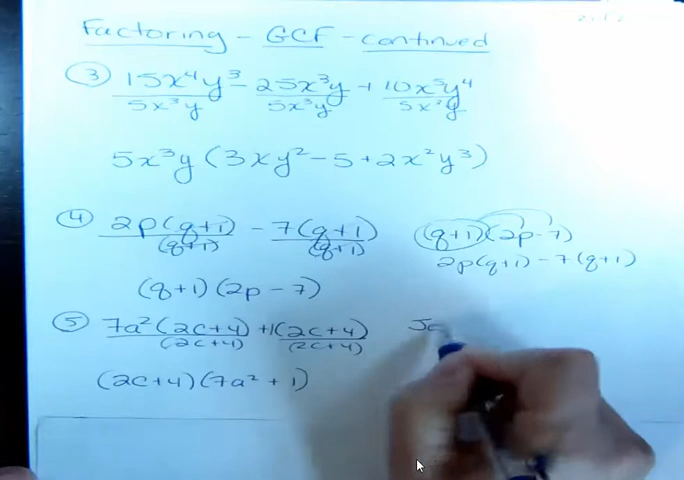 Factoring - GCF - continued
③ 15x⁴y³ - 25x³y + 10x⁵y⁴
5x³y 5x³y 5x²y
5x³y (3xy² - 5 + 2x²y³)
④ 2p(q+1) - 7(q+1) (q+1)(2p-7)
(q+1) (q+1) 2p(q+1) - 7(q+1)
(q+1)(2p - 7)
⑤ 7a²(2c+4) +1(2c+4)
(2c+4) (2c+4)
(2c+4)(7a² + 1)